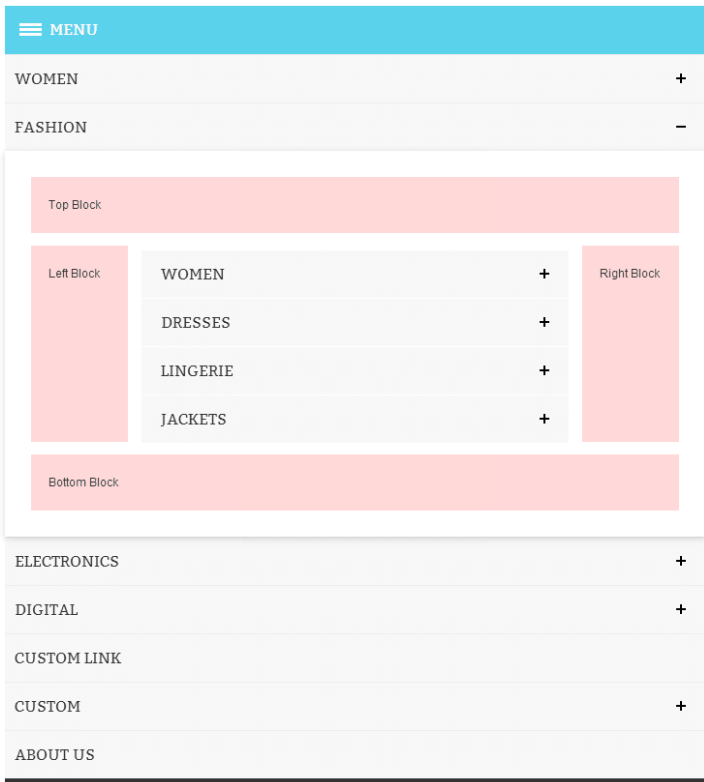 MENU
WOMEN
FASHION
Top Block
Left Block
WOMEN
DRESSES
LINGERIE
JACKETS
Right Block
Bottom Block
ELECTRONICS
DIGITAL
CUSTOM LINK
CUSTOM
ABOUT US